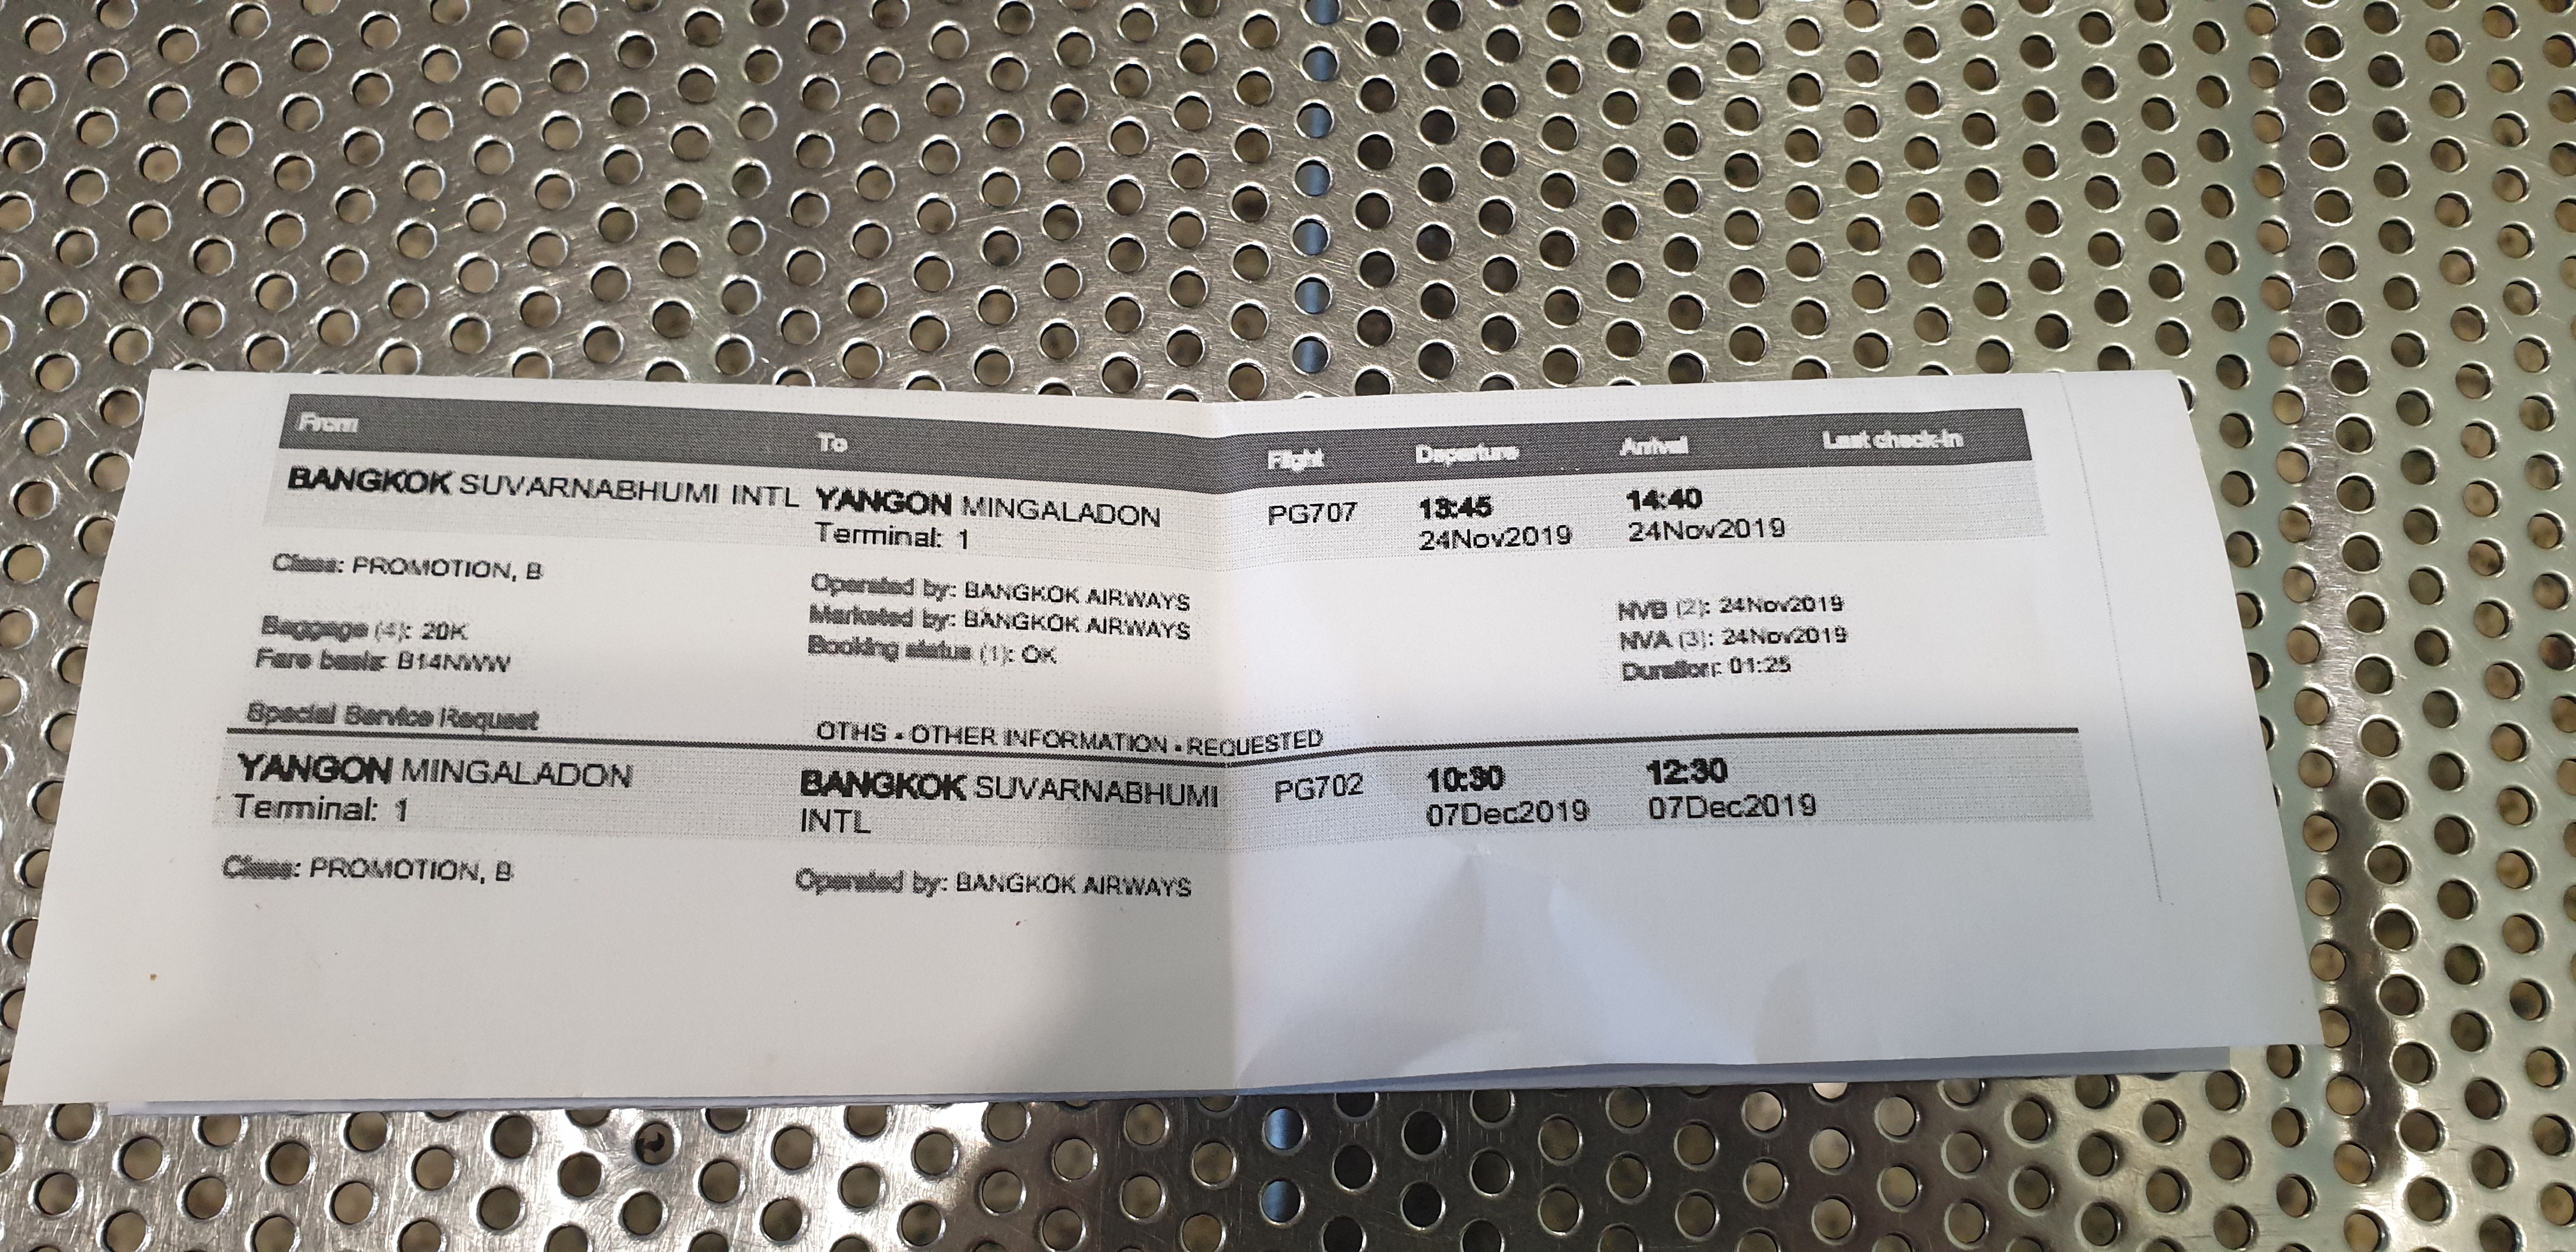 From To Flight Departure Arrival Last check-in
BANGKOK SUVARNABHUMI INTL YANGON MINGALADON PG707 13:45 14:40
Terminal: 1 24Nov2019 24Nov2019
Class: PROMOTION, B
Operated by: BANGKOK AIRWAYS NVB (2): 24Nov2019
Baggage (4): 20K Marketed by: BANGKOK AIRWAYS NVA (3): 24Nov2019
Fare basis: B14NWW Booking status (1): OK Duration: 01:25
Special Service Request OTHS - OTHER INFORMATION - REQUESTED
YANGON MINGALADON BANGKOK SUVARNABHUMI PG702 10:30 12:30
Terminal: 1 INTL 07Dec2019 07Dec2019
Class: PROMOTION, B Operated by: BANGKOK AIRWAYS